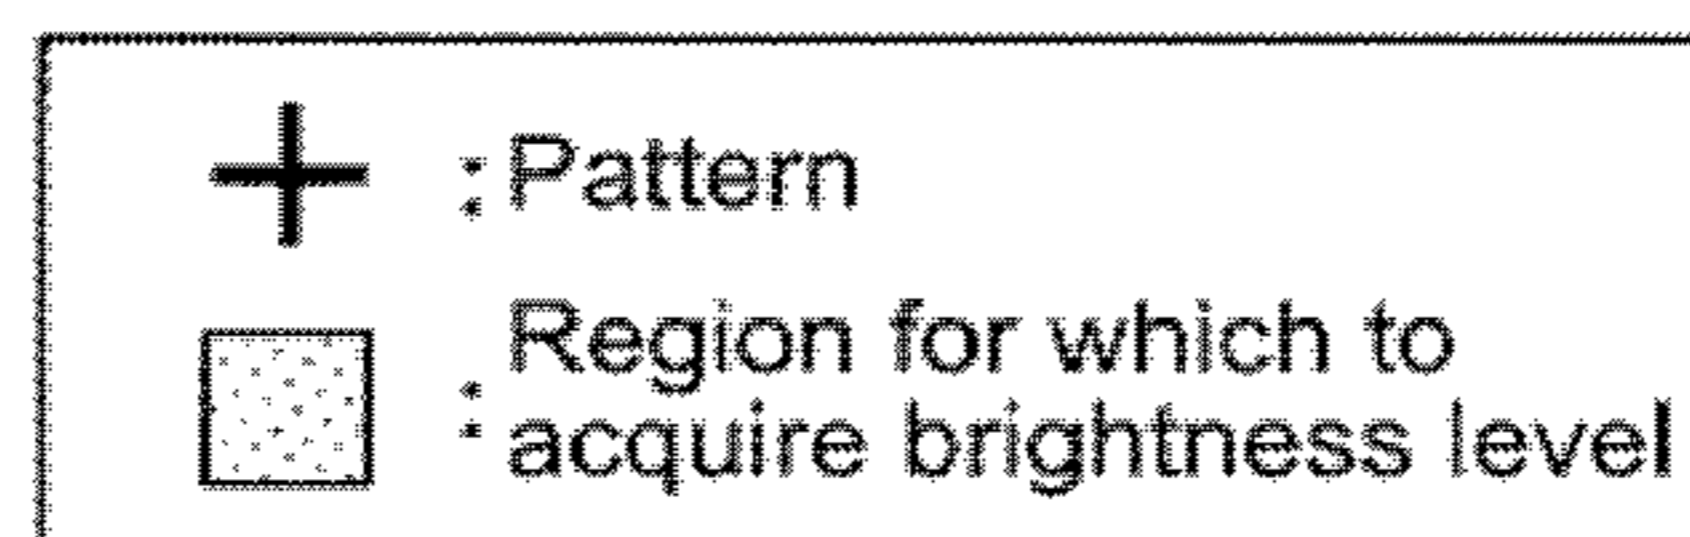 : Pattern
Region for which to
: acquire brightness level